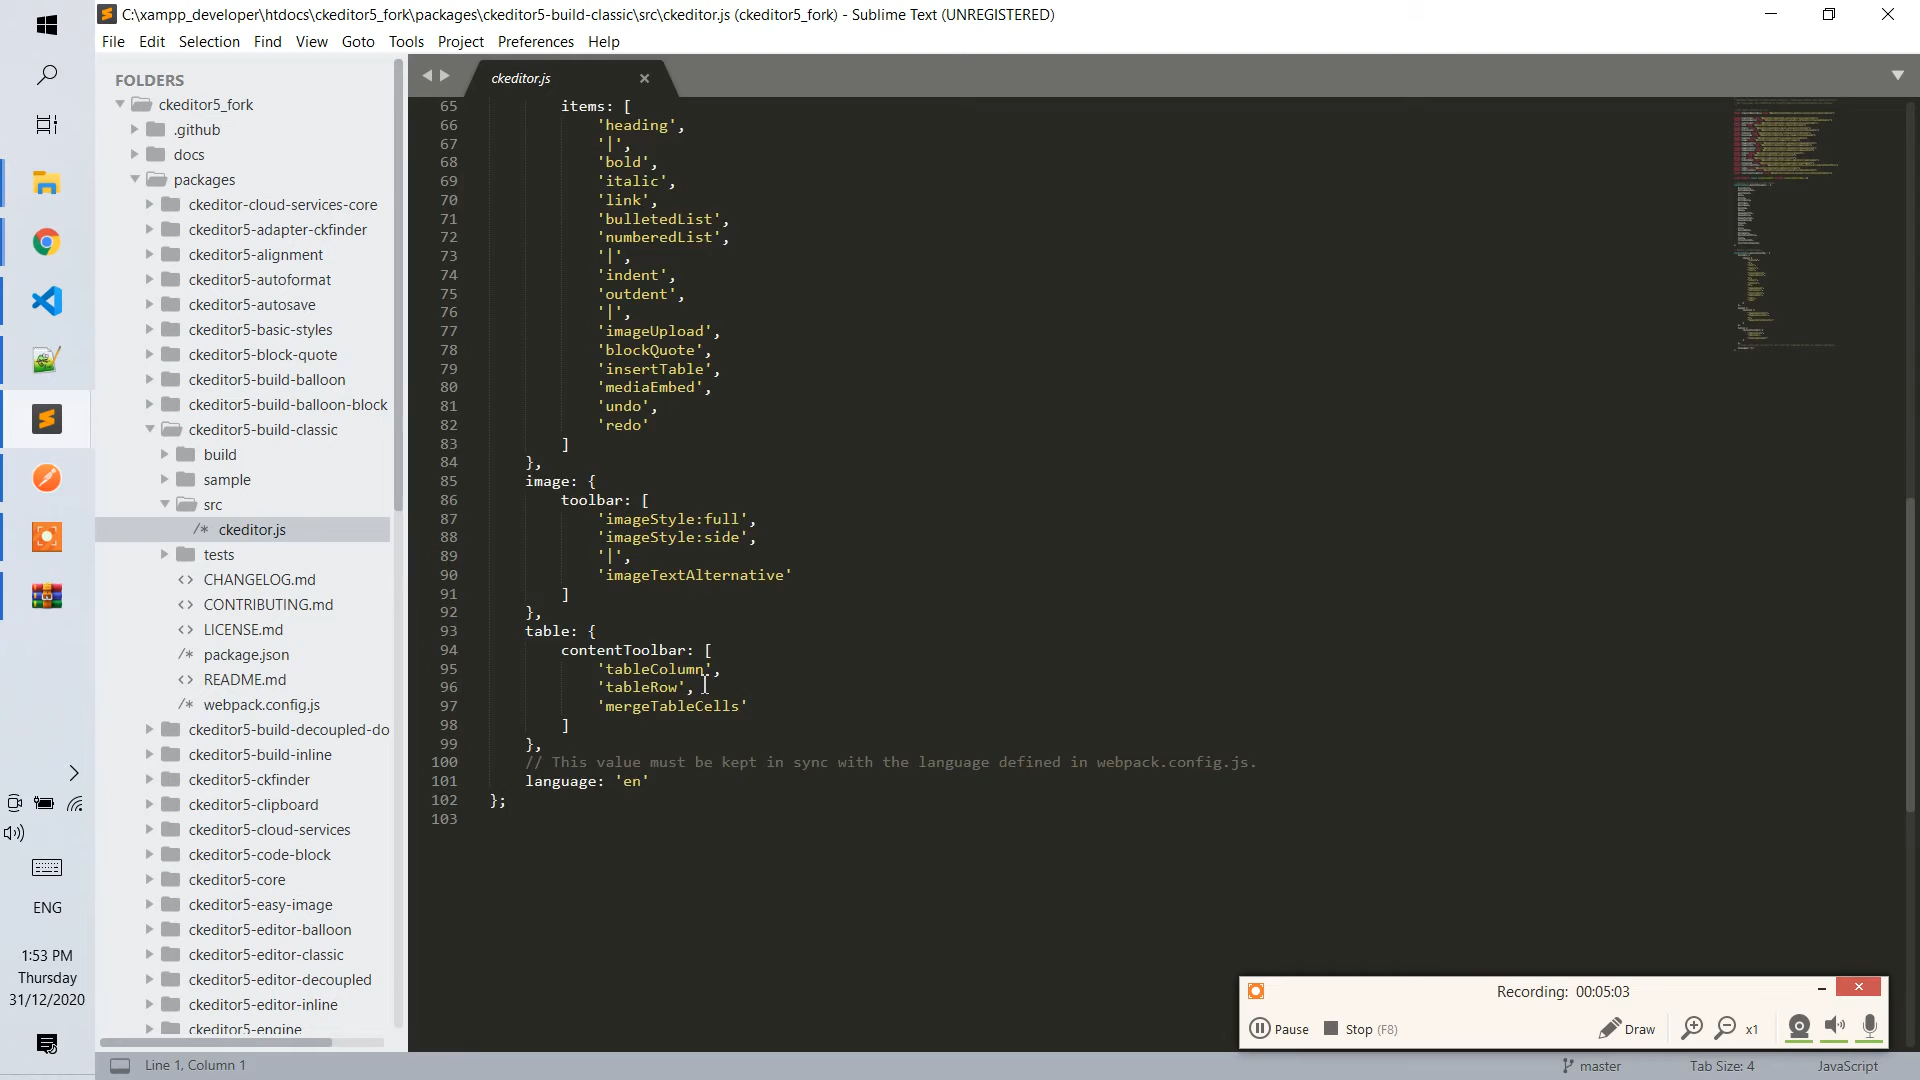 C:\xampp_developer\htdocs\ckeditor5_fork\packages\ckeditor5-build-classic\src\ckeditor.js (ckeditor5_fork) - Sublime Text (UNREGISTERED)
File Edit Selection Find View Goto Tools Project Preferences Help
FOLDERS
ckeditor5_fork
.github
docs
packages
ckeditor-cloud-services-core
ckeditor5-adapter-ckfinder
ckeditor5-alignment
ckeditor5-autoformat
ckeditor5-autosave
ckeditor5-basic-styles
ckeditor5-block-quote
ckeditor5-build-balloon
ckeditor5-build-balloon-block
ckeditor5-build-classic
build
sample
src
/* ckeditor.js
tests
<> CHANGELOG.md
<> CONTRIBUTING.md
<> LICENSE.md
/* package.json
<> README.md
/* webpack.config.js
ckeditor5-build-decoupled-do
ckeditor5-build-inline
ckeditor5-ckfinder
ckeditor5-clipboard
ckeditor5-cloud-services
ckeditor5-code-block
ckeditor5-core
ckeditor5-easy-image
ckeditor5-editor-balloon
ckeditor5-editor-classic
ckeditor5-editor-decoupled
ckeditor5-editor-inline
ckeditor5-engine
ckeditor.js
65 items: [
66 'heading',
67 '|',
68 'bold',
69 'italic',
70 'link',
71 'bulletedList',
72 'numberedList',
73 '|',
74 'indent',
75 'outdent',
76 '|',
77 'imageUpload',
78 'blockQuote',
79 'insertTable',
80 'mediaEmbed',
81 'undo',
82 'redo'
83 ]
84 },
85 image: {
86 toolbar: [
87 'imageStyle:full',
88 'imageStyle:side',
89 '|',
90 'imageTextAlternative'
91 ]
92 },
93 table: {
94 contentToolbar: [
95 'tableColumn',
96 'tableRow',
97 'mergeTableCells'
98 ]
99 },
100 // This value must be kept in sync with the language defined in webpack.config.js.
101 language: 'en'
102 };
103
ENG
1:53 PM
Thursday
31/12/2020
Recording: 00:05:03
Pause Stop (F8) Draw x1
Line 1, Column 1 master Tab Size: 4 JavaScript